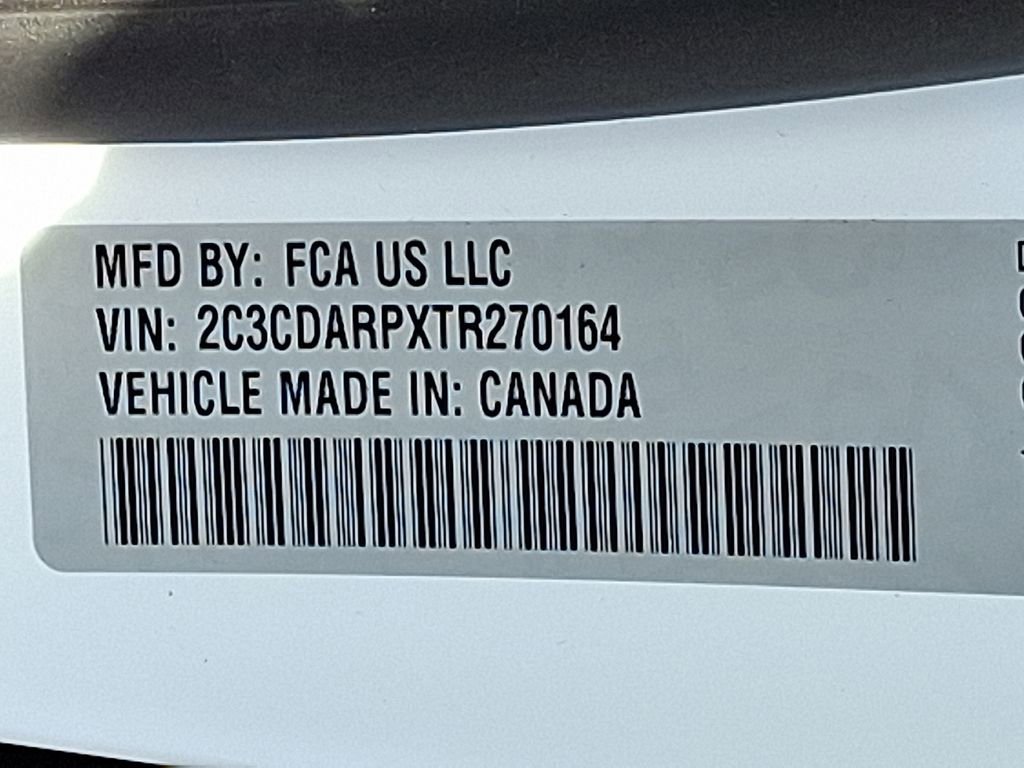 MFD BY: FCA US LLC
VIN: 2C3CDARPXTR270164
VEHICLE MADE IN: CANADA